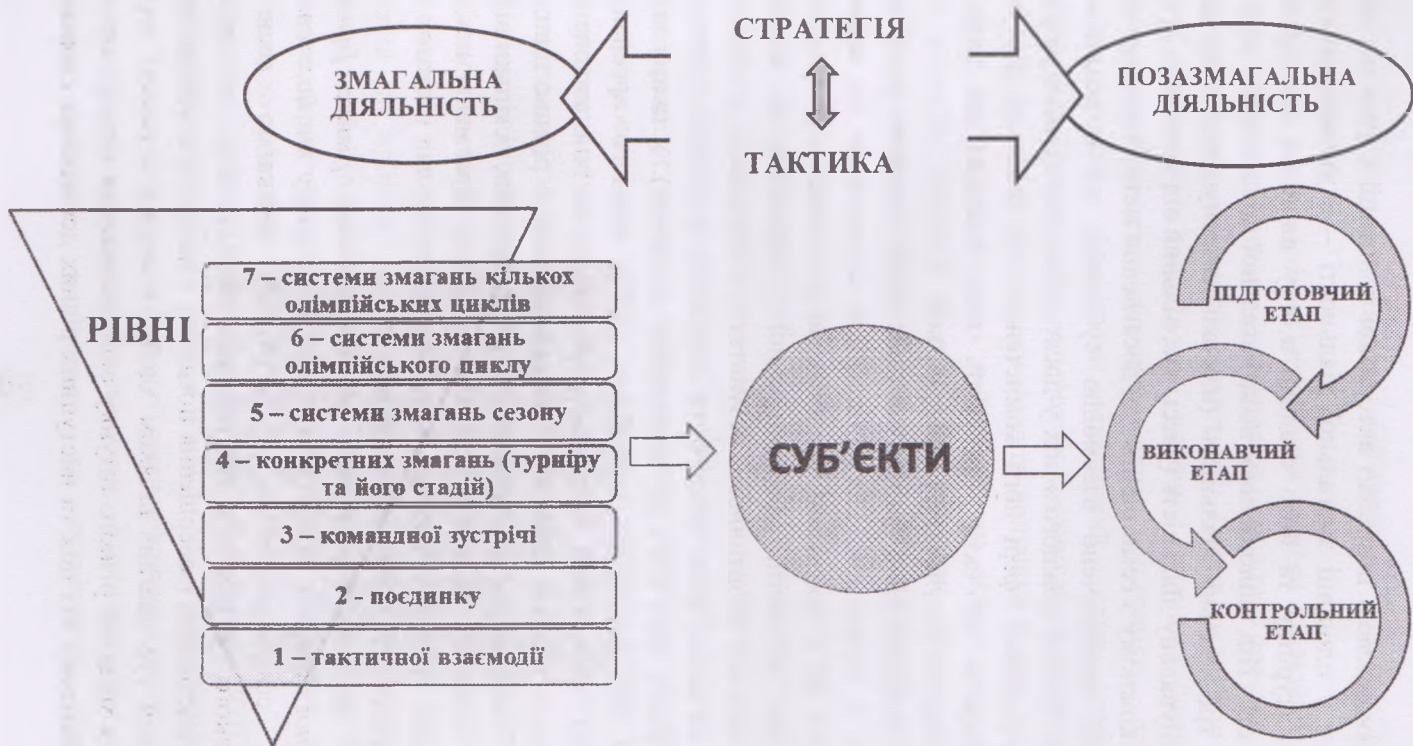 СТРАТЕГІЯ
ЗМАГАЛЬНА
ДІЯЛЬНІСТЬ
ПОЗАЗМАГАЛЬНА
ДІЯЛЬНІСТЬ
ТАКТИКА
РІВНІ
7 – системи змагань кількох
олімпійських циклів
6 – системи змагань
олімпійського циклу
5 – системи змагань сезону
4 – конкретних змагань (турніру
та його стадій)
3 – командної зустрічі
2 - поєдинку
1 – тактичної взаємодії
СУБ’ЄКТИ
ПІДГОТОВЧИЙ
ЕТАП
ВИКОНАВЧИЙ
ЕТАП
КОНТРОЛЬНИЙ
ЕТАП